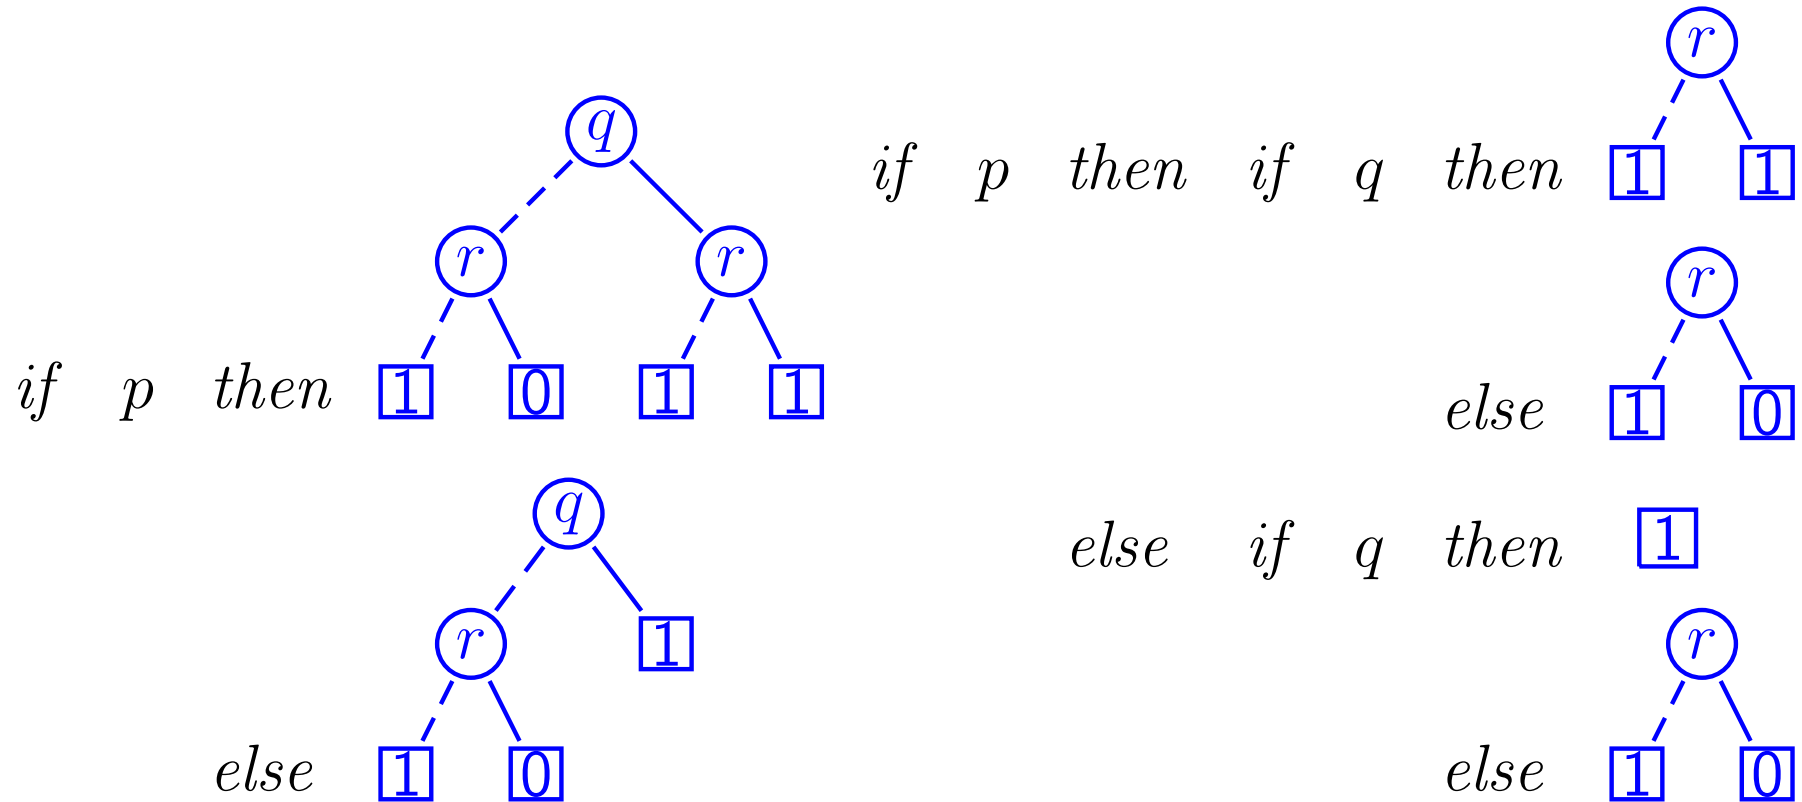 q
r r
if p then 1 0 1 1
q
r 1
else 1 0
r
if p then if q then 1 1
r
else 1 0
else if q then 1
r
else 1 0